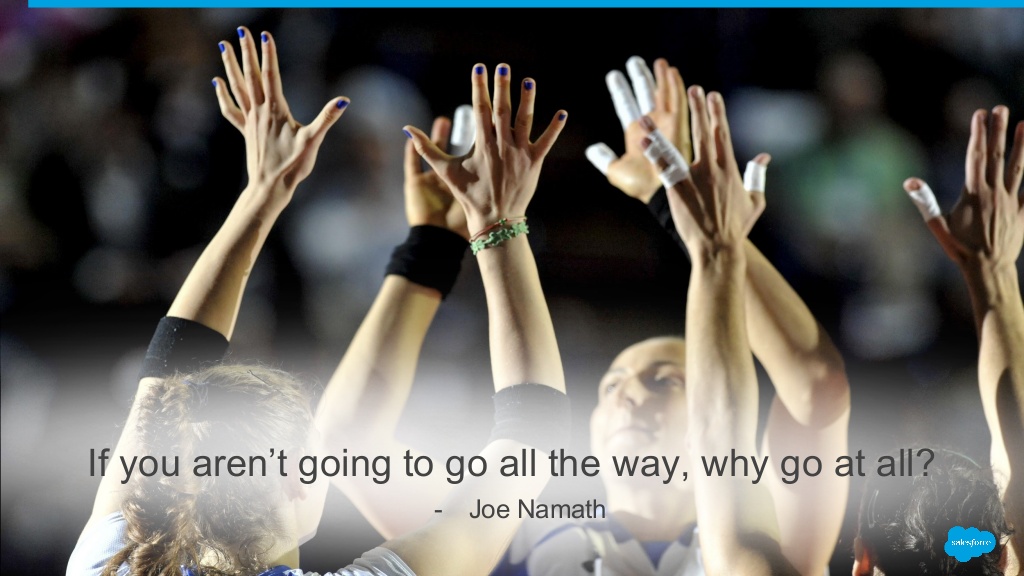 If you aren’t going to go all the way, why go at all?
- Joe Namath
salesforce